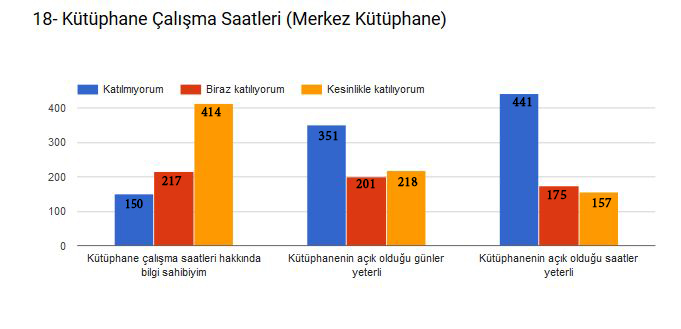 18- Kütüphane Çalışma Saatleri (Merkez Kütüphane)
Katılmıyorum Biraz katılıyorum Kesinlikle katılıyorum
400
300
200
100
0
150 217 414
351 201 218
441 175 157
Kütüphane çalışma saatleri hakkında
bilgi sahibiyim
Kütüphanenin açık olduğu günler
yeterli
Kütüphanenin açık olduğu saatler
yeterli